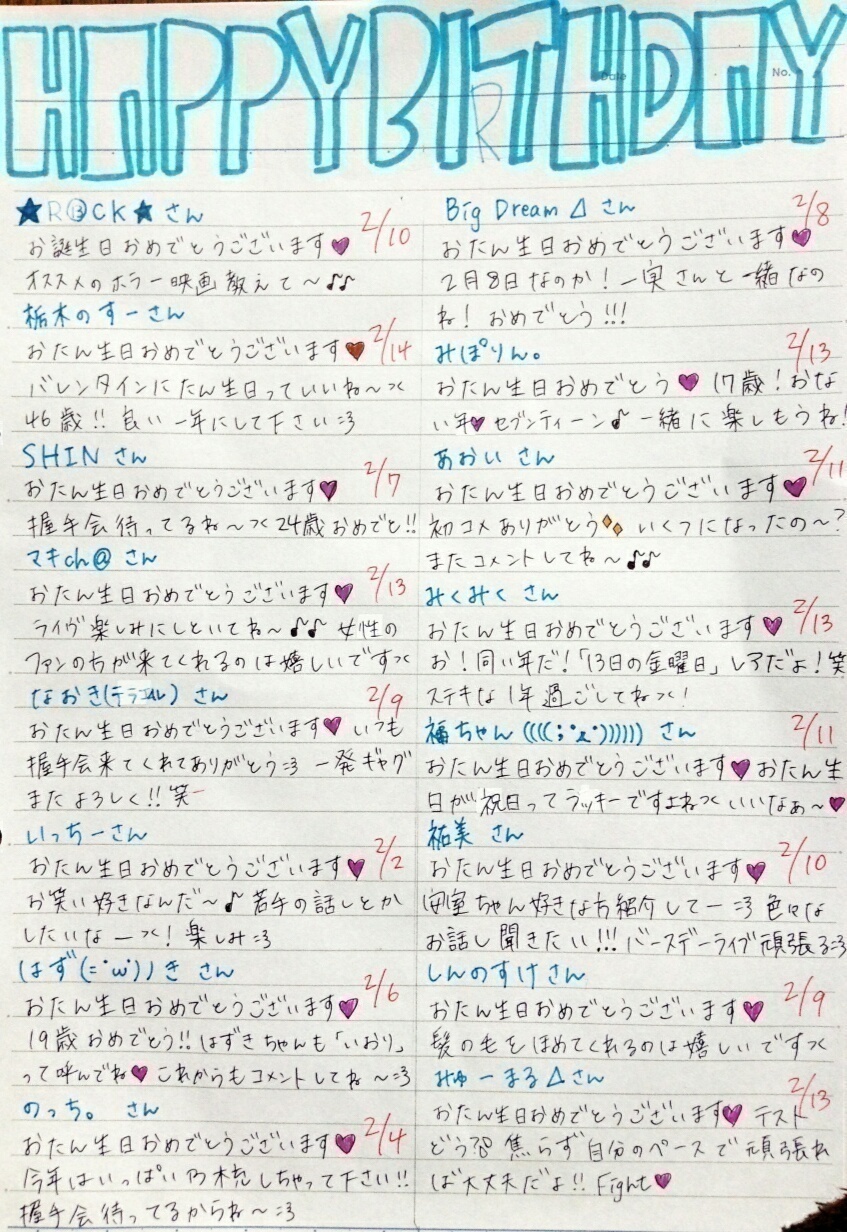 HAPPYBIRTHDAY
Date
No.
★R★CK★さん 2/10
お誕生日おめでとうございます♥
オススメのホラー映画教えて〜♪♪
栃木のすーさん
おたん生日おめでとうございます♥ 2/14
バレンタインにたん生日っていいね〜っ
46歳!!良い一年にして下さい:3
SHINさん 2/7
おたん生日おめでとうございます♥
握手会待ってるね〜っ 24歳おめでと!!
マキch@さん 2/13
おたん生日おめでとうございます♥
ライヴ楽しみにしといてね〜♪♪ 女性の
ファンの方が来てくれるのは嬉しいですっ
なおき(テラエル)さん 2/9
おたん生日おめでとうございます♥ いつも
握手会来てくれてありがとう:3 一発ギャグ
またよろしく!!笑
いっちーさん
おたん生日おめでとうございます♥ 2/2
お笑い好きなんだ〜♪若手の話しとか
したいなーっ!楽しみ:3
はず(=´ω`)ノき さん
おたん生日おめでとうございます♥ 2/6
19歳おめでとう!!はずきちゃんも「いおり」
って呼んでね♥ これからもコメントしてね〜:3
のっち。さん
おたん生日おめでとうございます♥ 2/4
今年はいっぱい乃木充しちゃって下さい!!
握手会待ってるからね〜:3
Big Dream △ さん 2/8
おたん生日おめでとうございます♥
2月8日なのか!一実さんと一緒なの
ね!おめでとう!!!
みぽりん。 2/13
おたん生日おめでとう♥ 17歳!おな
い年♥セブンティーン♪一緒に楽しもうね!
あおいさん 2/11
おたん生日おめでとうございます♥
初コメありがとう いくつになったの〜?
またコメントしてね〜♪♪
みくみくさん 2/13
おたん生日おめでとうございます♥
お!同い年だ!「13日の金曜日」レアだよ!笑
ステキな1年過ごしてねっ!
福ちゃん((((;ﾟ;ﾟ;))))) さん 2/11
おたん生日おめでとうございます♥おたん生
日が祝日ってラッキーですよねっいいなぁ〜♥
祐美さん 2/10
おたん生日おめでとうございます♥
安室ちゃん好きな方紹介してー:3 色々な
お話し聞きたい!!!バースデーライヴ頑張る:3
しんのすけさん 2/9
おたん生日おめでとうございます♥
髪の毛をほめてくれるのは嬉しいですっ
みゅーまる△さん 2/13
おたん生日おめでとうございます♥ テスト
どう?? 焦らず自分のペースで頑張れ
ば大丈夫だよ!!Fight♥